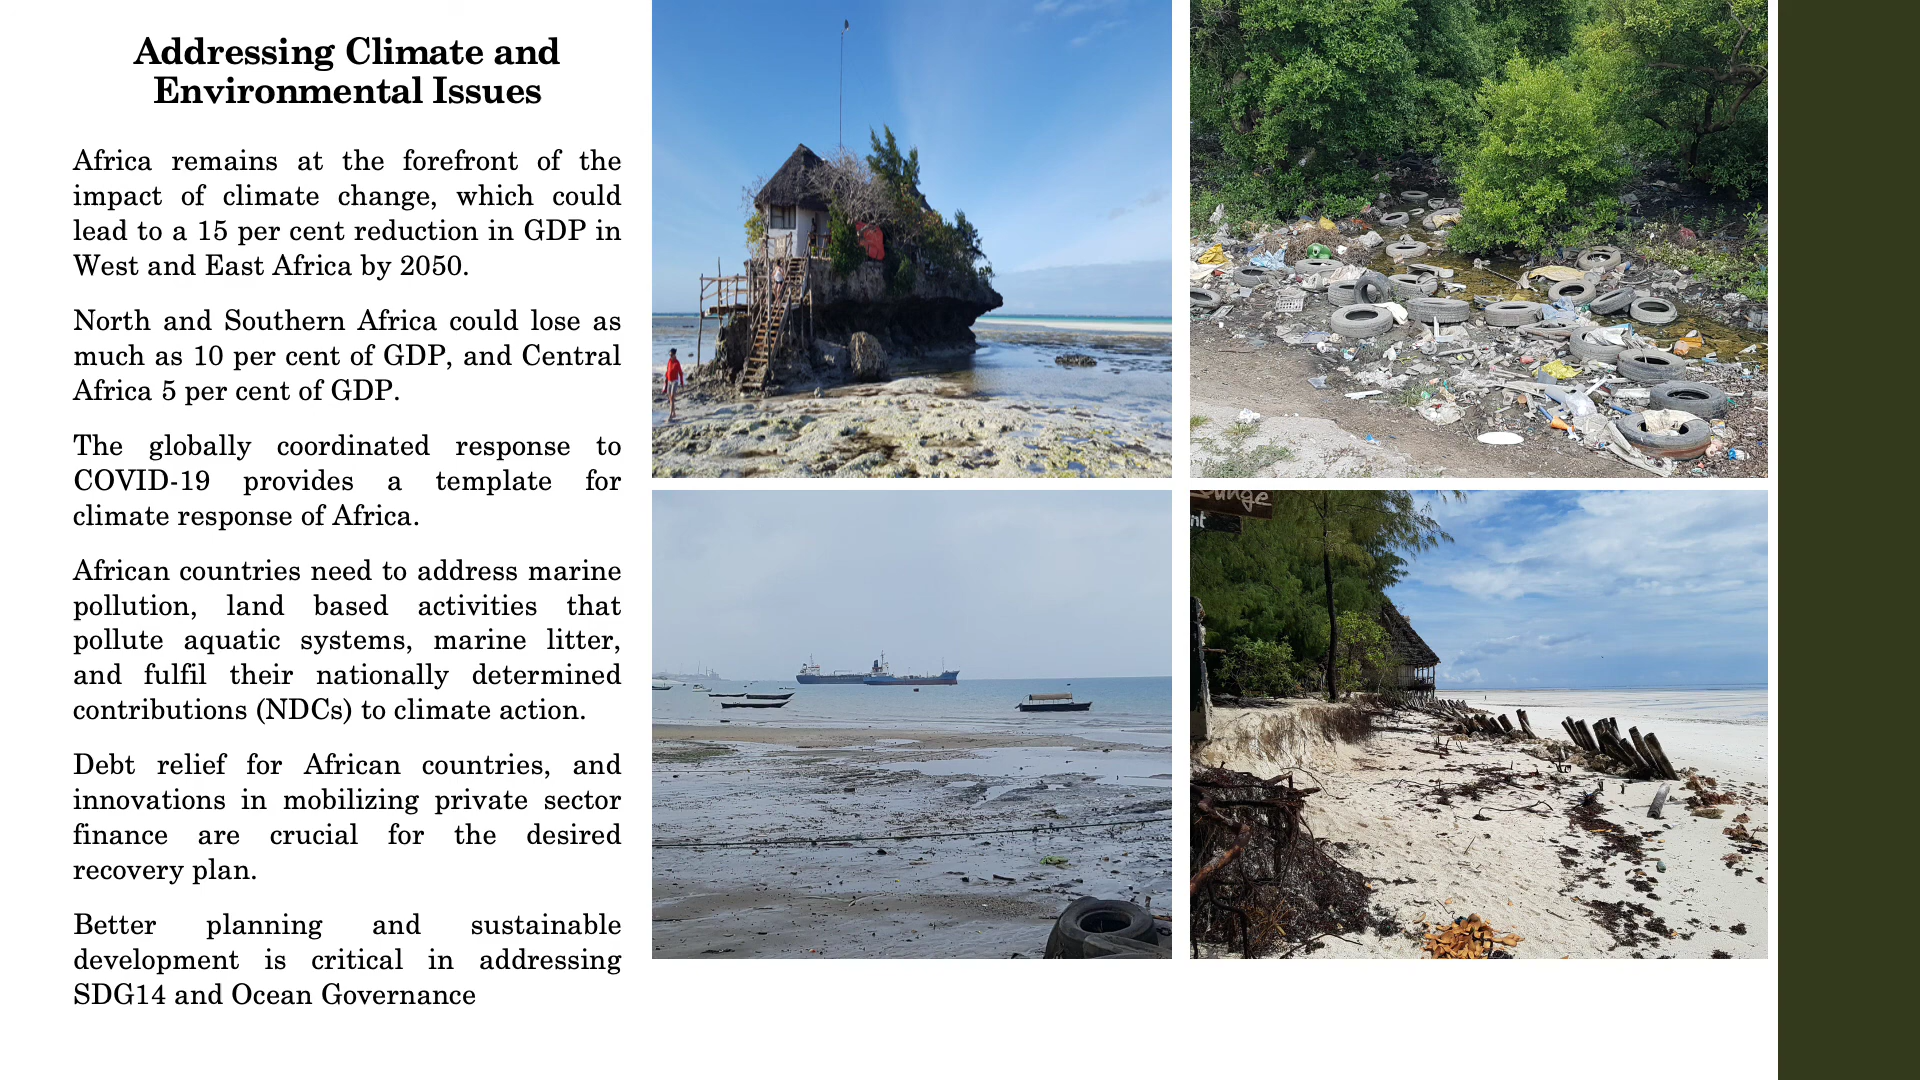 Addressing Climate and
Environmental Issues
Africa remains at the forefront of the
impact of climate change, which could
lead to a 15 per cent reduction in GDP in
West and East Africa by 2050.
North and Southern Africa could lose as
much as 10 per cent of GDP, and Central
Africa 5 per cent of GDP.
The globally coordinated response to
COVID-19 provides a template for
climate response of Africa.
African countries need to address marine
pollution, land based activities that
pollute aquatic systems, marine litter,
and fulfil their nationally determined
contributions (NDCs) to climate action.
Debt relief for African countries, and
innovations in mobilizing private sector
finance are crucial for the desired
recovery plan.
Better planning and sustainable
development is critical in addressing
SDG14 and Ocean Governance